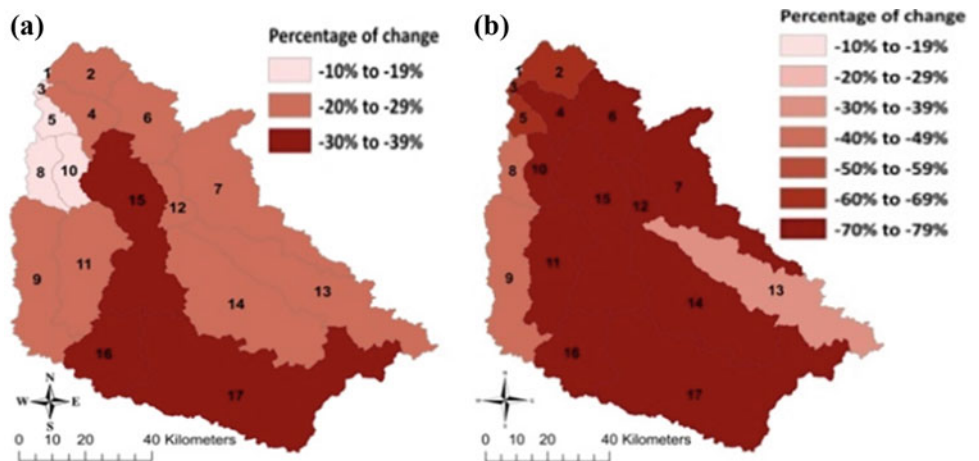 (a)
Percentage of change
-10% to -19%
-20% to -29%
-30% to -39%
1
2
3
4
5
6
7
8
10
15
12
9
11
13
14
16
17
N
W E
S
0 10 20 40 Kilometers
(b)
Percentage of change
-10% to -19%
-20% to -29%
-30% to -39%
-40% to -49%
-50% to -59%
-60% to -69%
-70% to -79%
1
2
3
4
5
6
7
8
10
15
12
9
11
13
14
16
17
0 10 20 40 Kilometers